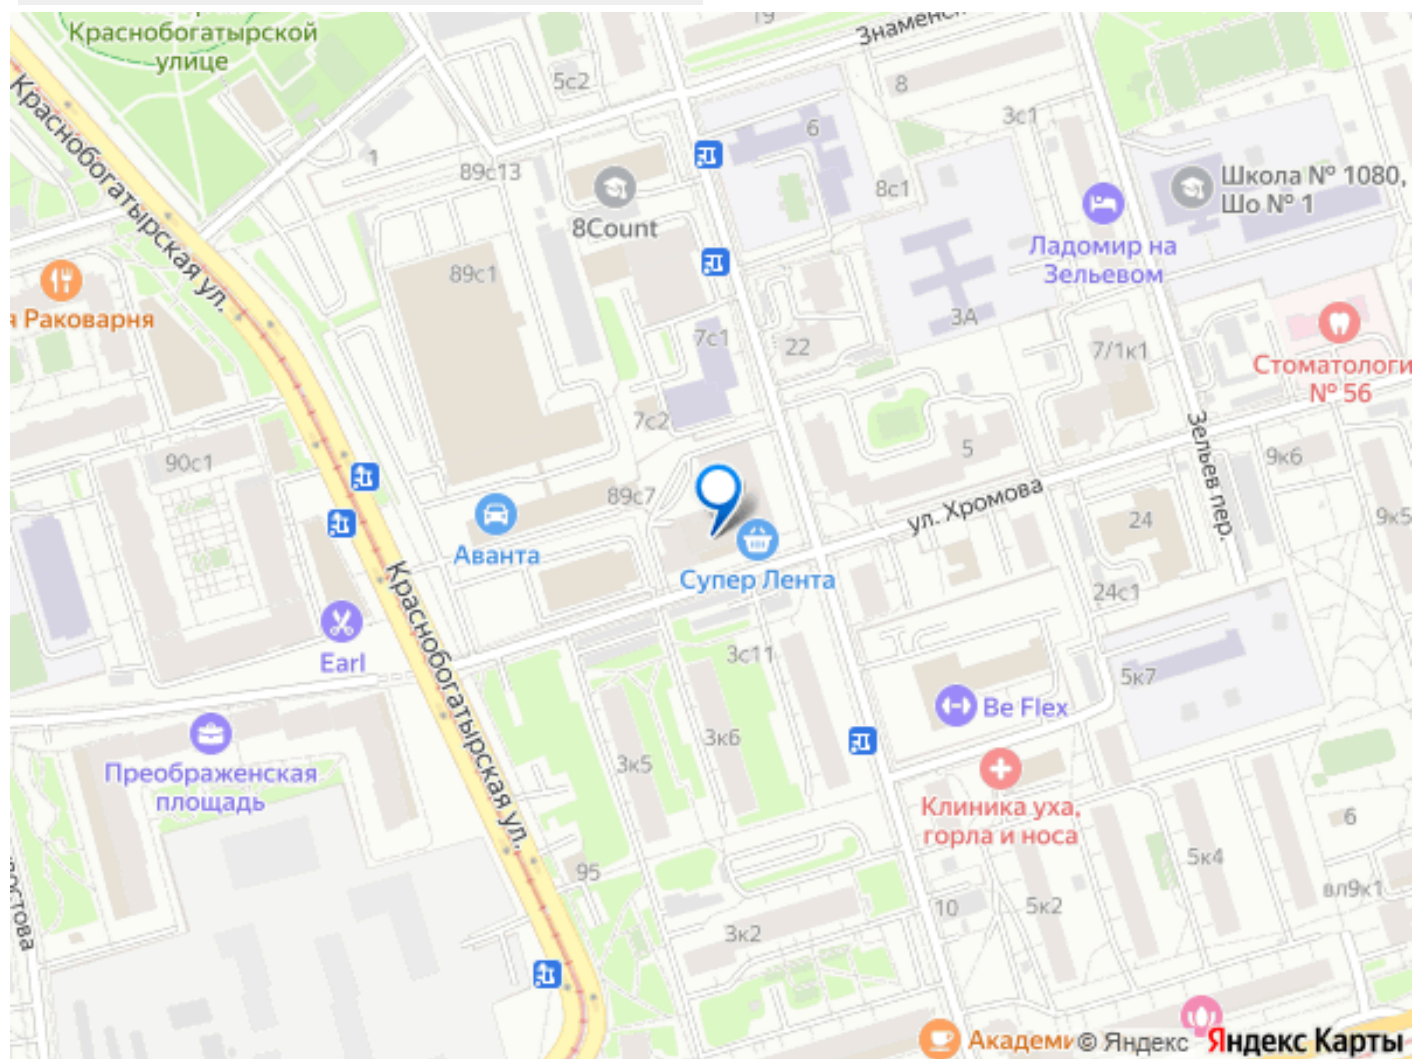 Краснобогатырской
улице
Знаменск
19
5с2
8
3с1
6
Краснобогатырская ул.
1
89с13
8с1
Школа № 1080,
Шо № 1
8Count
Ладомир на
Зельевом
89с1
я Раковарня
3А
7с1
22
7/1к1
Стоматологи
№ 56
7с2
5
Зельев пер.
9к6
90с1
89с7
ул. Хромова
24
9к5
Аванта
Супер Лента
24с1
Краснобогатырская ул.
Earl
3с11
5к7
Be Flex
3к6
3к5
Преображенская
площадь
Клиника уха,
горла и носа
6
95
5к4
вл9к1
10
5к2
3к2
Академи
© Яндекс
Яндекс Карты